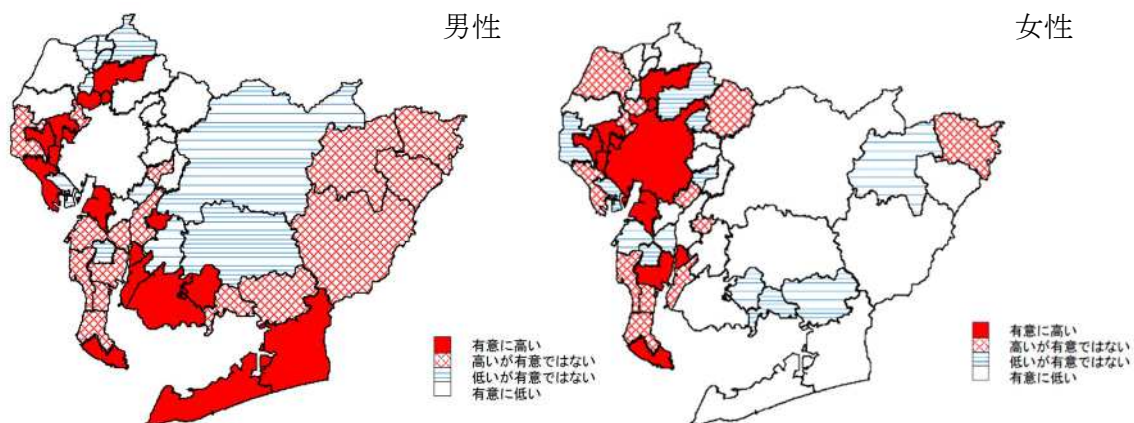 男性
女性
有意に高い
高いが有意ではない
低いが有意ではない
有意に低い
有意に高い
高いが有意ではない
低いが有意ではない
有意に低い